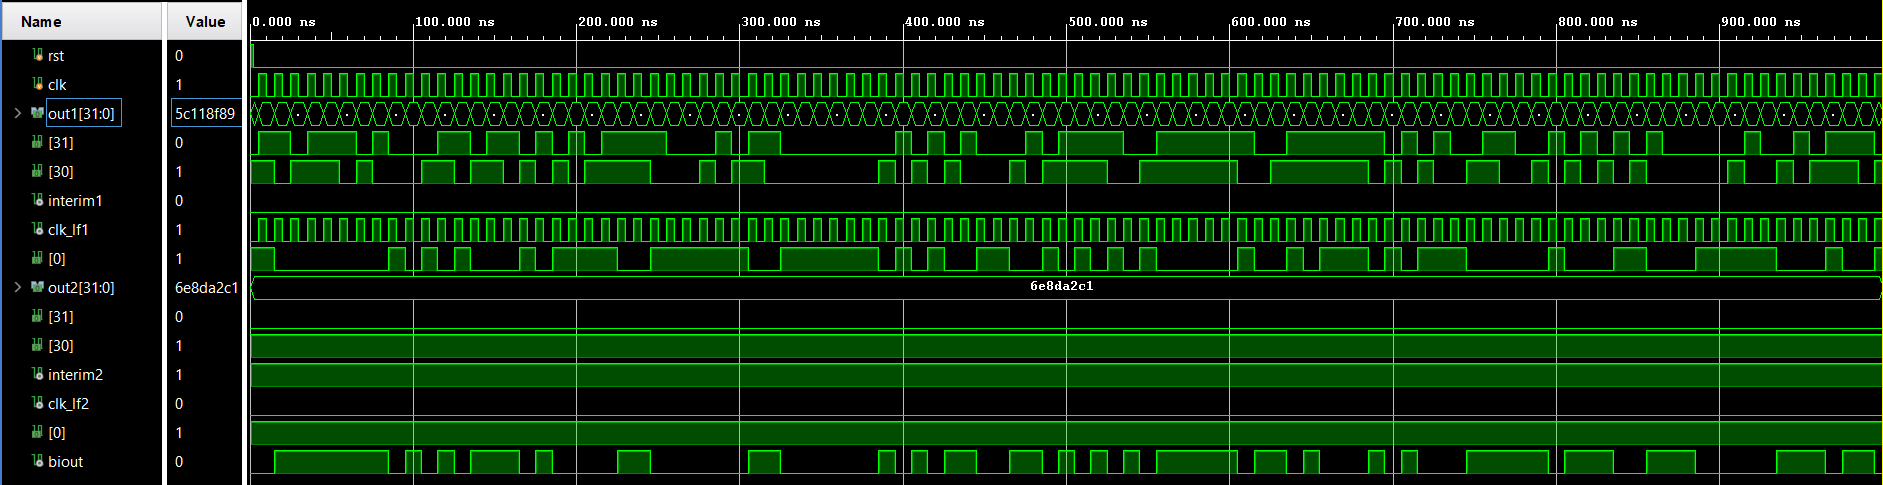 Name Value 0.000 ns 100.000 ns 200.000 ns 300.000 ns 400.000 ns 500.000 ns 600.000 ns 700.000 ns 800.000 ns 900.000 ns
rst 0
clk 1
out1[31:0] 5c118f89
[31] 0
[30] 1
interim1 0
clk_lf1 1
[0] 1
out2[31:0] 6e8da2c1 6e8da2c1
[31] 0
[30] 1
interim2 1
clk_lf2 0
[0] 1
biout 0